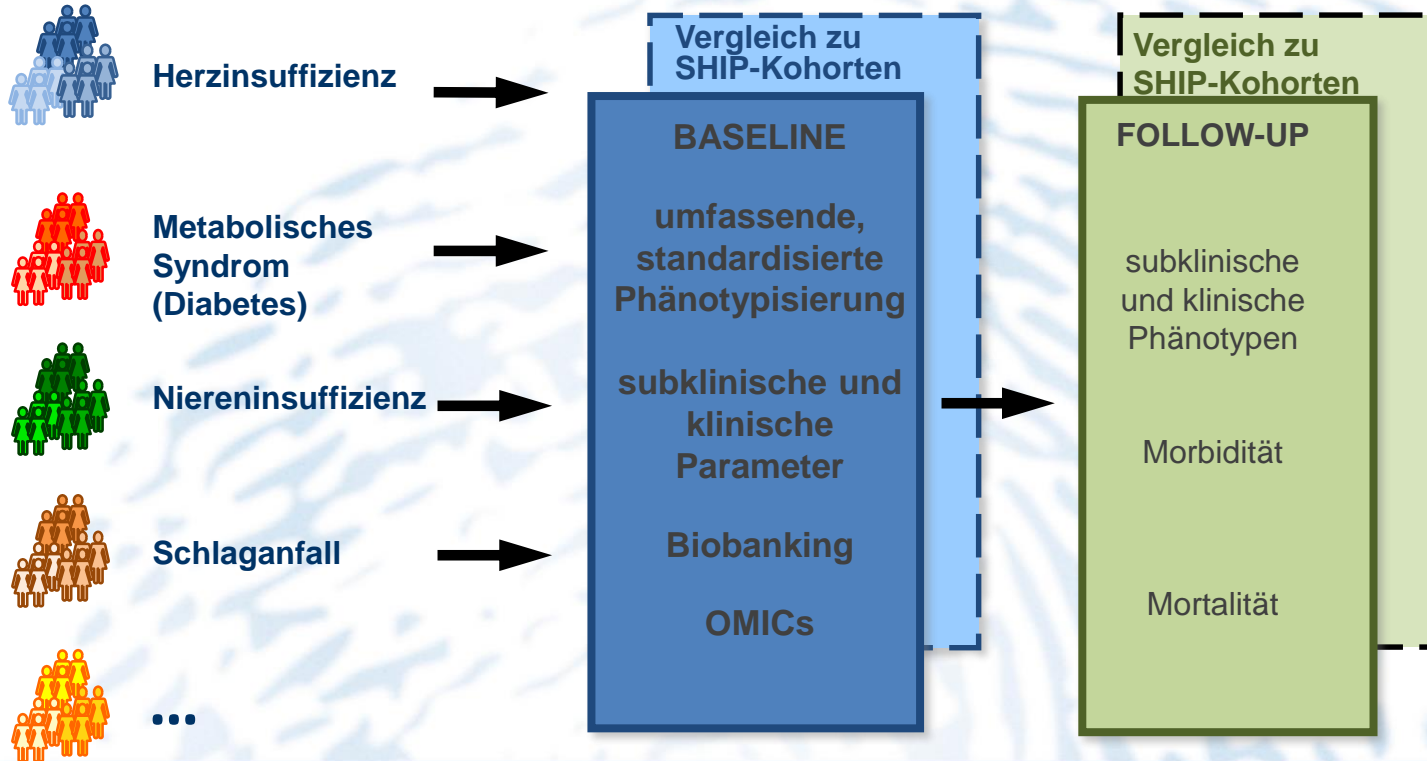 Herzinsuffizienz
Metabolisches
Syndrom
(Diabetes)
Niereninsuffizienz
Schlaganfall
...
Vergleich zu
SHIP-Kohorten
BASELINE
umfassende,
standardisierte
Phänotypisierung
subklinische und
klinische
Parameter
Biobanking
OMICs
Vergleich zu
SHIP-Kohorten
FOLLOW-UP
subklinische
und klinische
Phänotypen
Morbidität
Mortalität